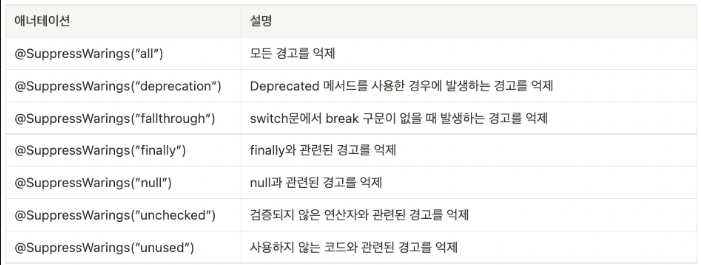 애너테이션 설명
@SuppressWarings("all") 모든 경고를 억제
@SuppressWarings("deprecation") Deprecated 메서드를 사용한 경우에 발생하는 경고를 억제
@SuppressWarings("fallthrough") switch문에서 break 구문이 없을 때 발생하는 경고를 억제
@SuppressWarings("finally") finally와 관련된 경고를 억제
@SuppressWarings("null") null과 관련된 경고를 억제
@SuppressWarings("unchecked") 검증되지 않은 연산자와 관련된 경고를 억제
@SuppressWarings("unused") 사용하지 않는 코드와 관련된 경고를 억제